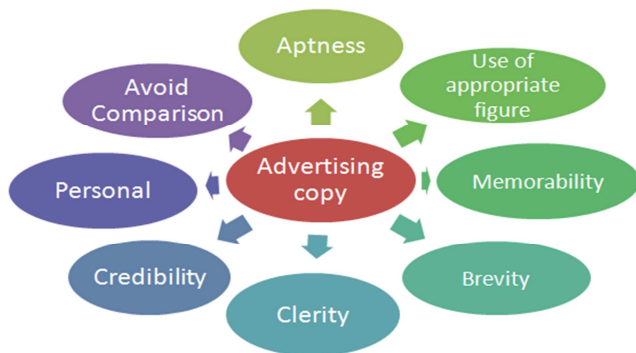 Aptness
Use of
appropriate
figure
Avoid
Comparison
Advertising
copy
Personal
Memorability
Credibility
Brevity
Clerity